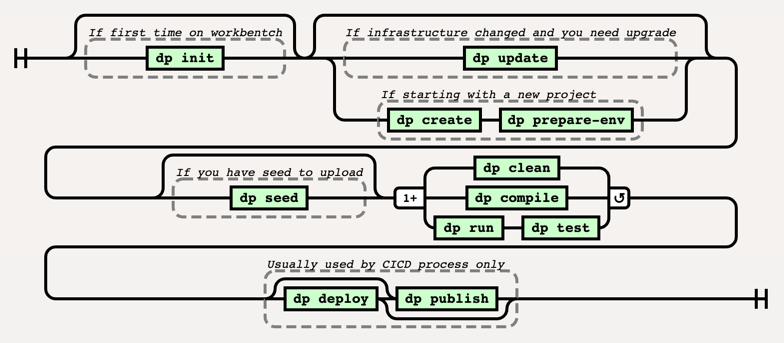 If first time on workbentch
dp init
If infrastructure changed and you need upgrade
dp update
If starting with a new project
dp create
dp prepare-env
If you have seed to upload
dp seed
1+
dp clean
dp compile
dp run
dp test
↺
Usually used by CICD process only
dp deploy
dp publish